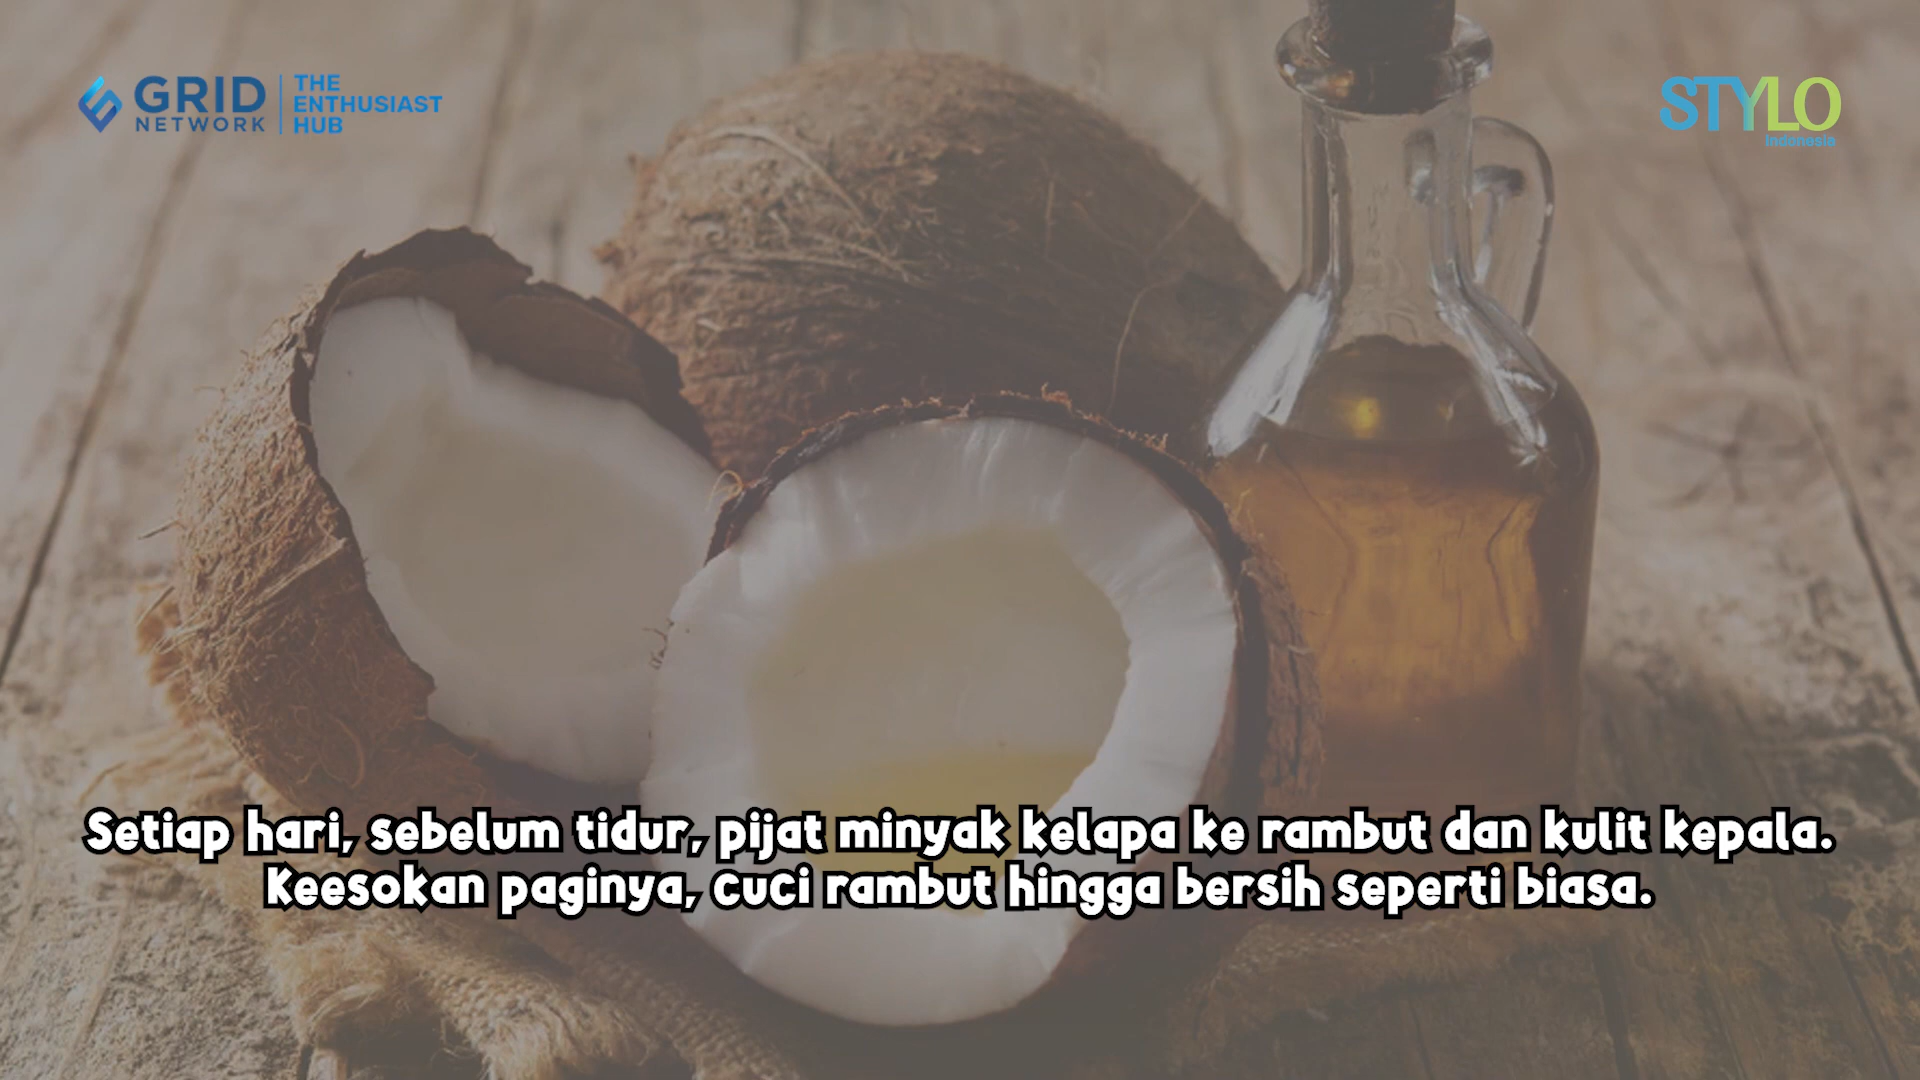 GRID
NETWORK
THE
ENTHUSIAST
HUB
STYLO
Indonesia
Setiap hari, sebelum tidur, pijat minyak kelapa ke rambut dan kulit kepala.
Keesokan paginya, cuci rambut hingga bersih seperti biasa.